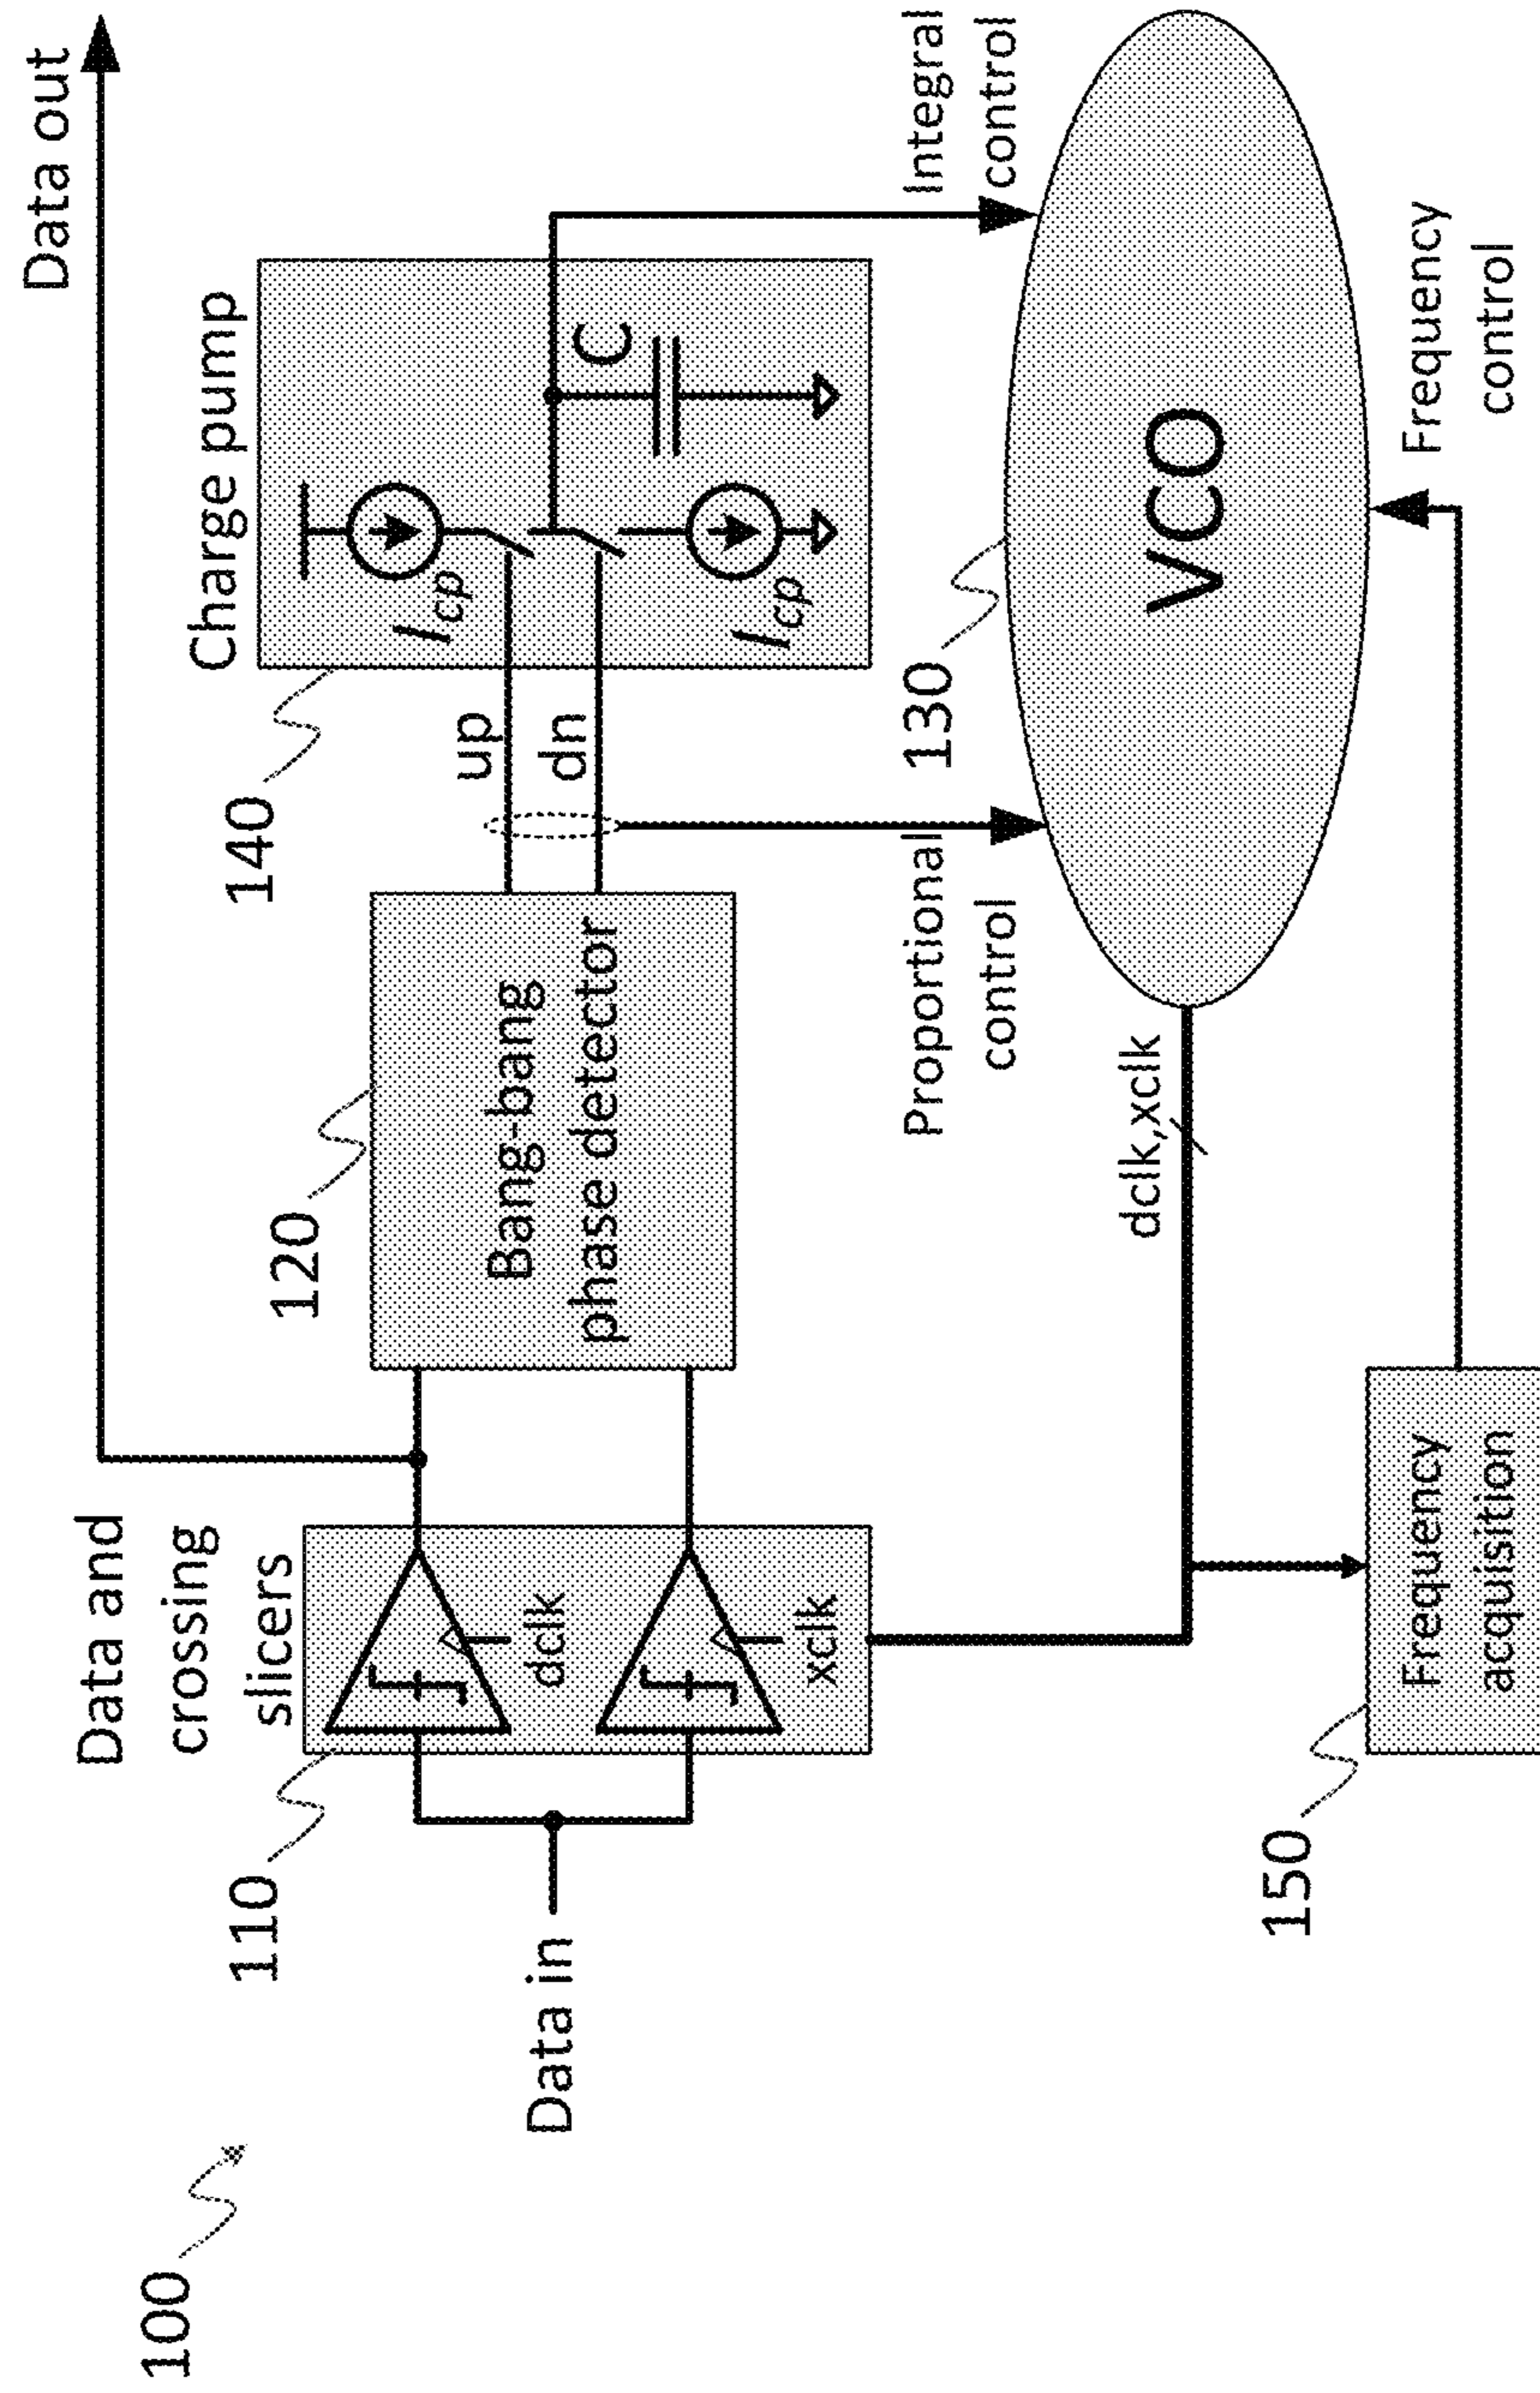 100
Data in
110
Data and
crossing
slicers
dclk
xclk
Data out
120
Bang-bang
phase detector
up
dn
140
Charge pump
Icp
Icp
C
Proportional
control
Integral
control
130
VCO
dclk,xclk
150
Frequency
acquisition
Frequency
control